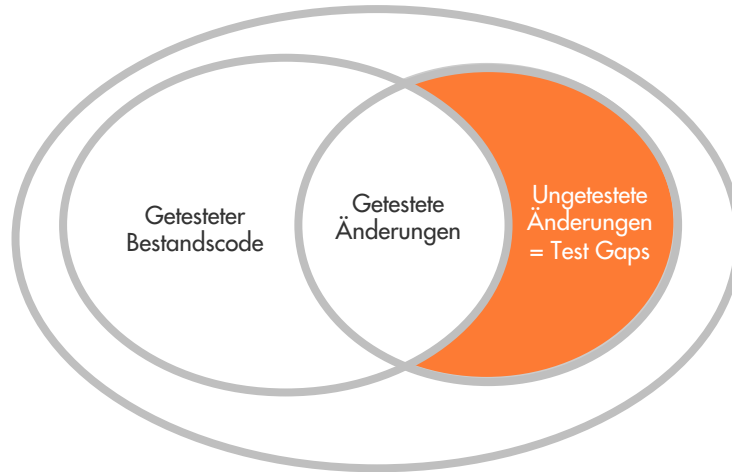 Getesteter
Bestandscode
Getestete
Änderungen
Ungetestete
Änderungen
= Test Gaps